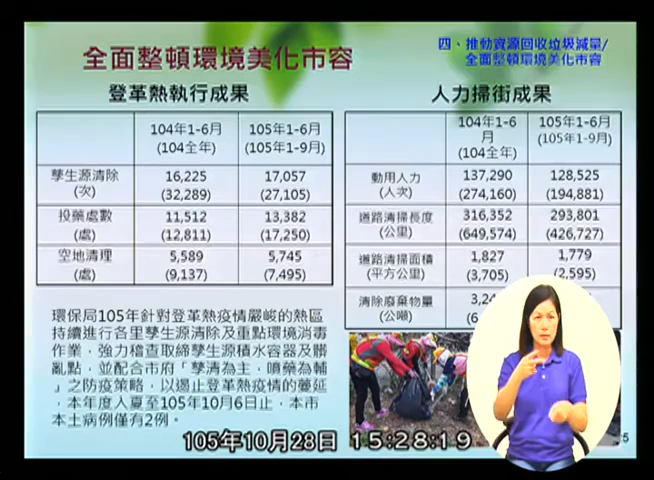 四、推動資源回收垃圾減量/
全面整頓環境美化市容
全面整頓環境美化市容
登革熱執行成果
104年1-6月 105年1-6月
(104全年) (105年1-9月)
孳生源清除 16,225 17,057
(次) (32,289) (27,105)
投藥處數 11,512 13,382
(處) (12,811) (17,250)
空地清理 5,589 5,745
(處) (9,137) (7,495)
人力掃街成果
104年1-6 105年1-6月
月 (105年1-9月)
(104全年)
動用人力 137,290 128,525
(人次) (274,160) (194,881)
道路清掃長度 316,352 293,801
(公里) (649,574) (426,727)
道路清掃面積 1,827 1,779
(平方公里) (3,705) (2,595)
清除廢棄物量
(公噸)
環保局105年針對登革熱疫情嚴峻的熱區
持續進行各里孳生源清除及重點環境消毒
作業，強力稽查取締孳生源積水容器及髒
亂點，並配合市府「孳清為主，噴藥為輔
」之防疫策略，以遏止登革熱疫情的蔓延
，本年度入夏至105年10月6日止，本市
本土病例僅有2例。
105年10月28日 15:28:19
5